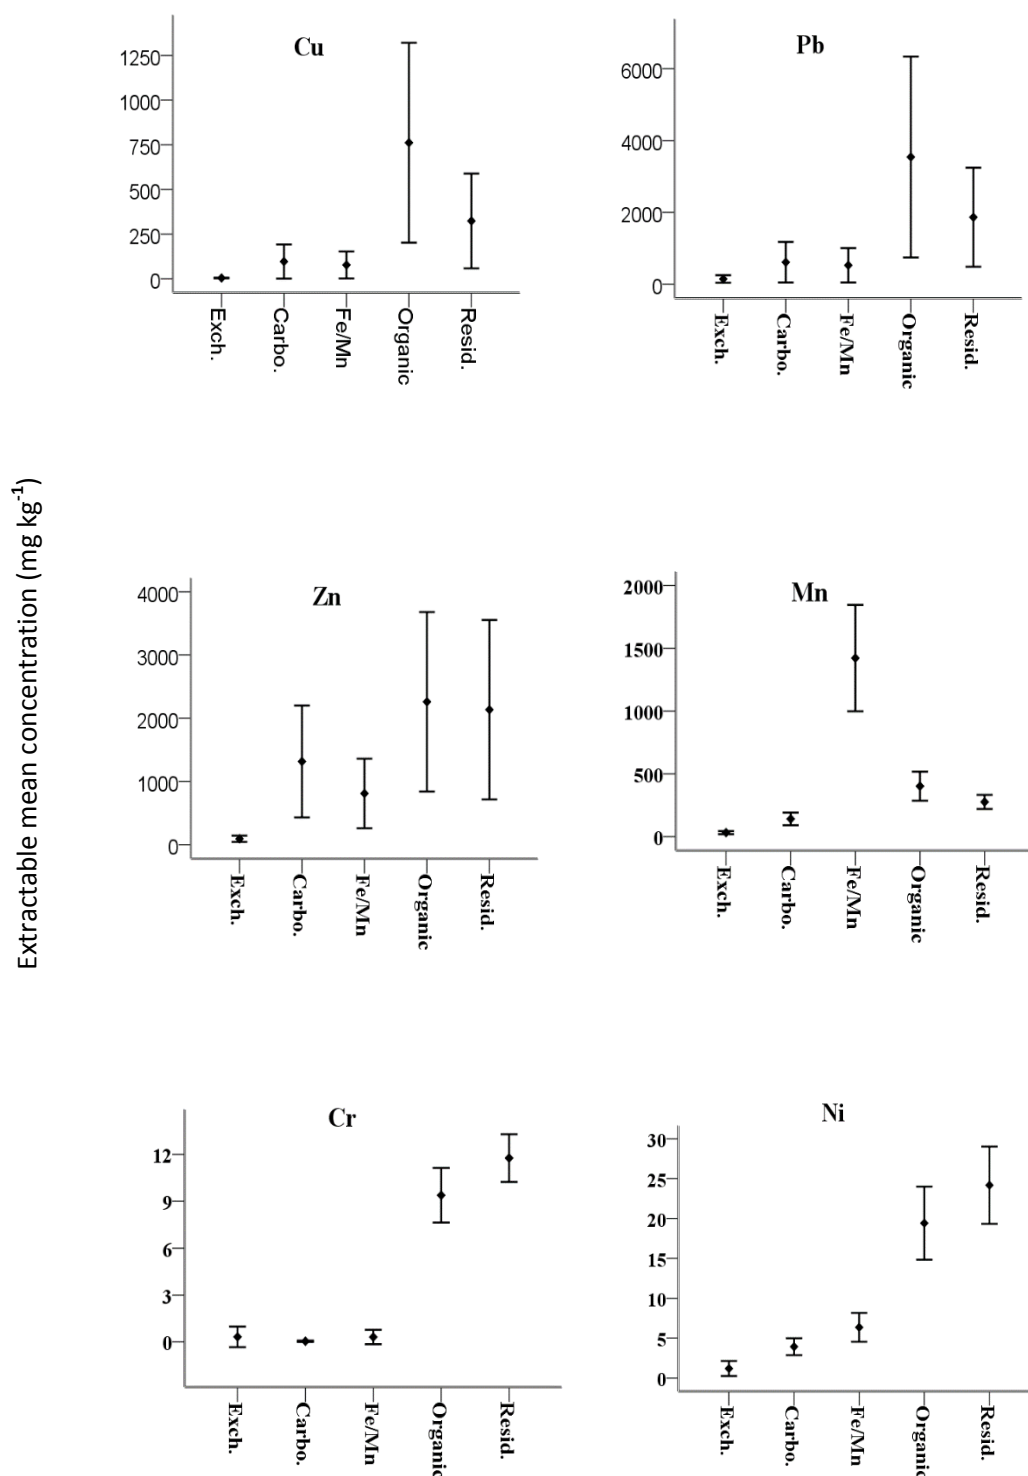 Extractable mean concentration (mg kg⁻¹)
Cu
1250
1000
750
500
250
0
Exch.
Carbo.
Fe/Mn
Organic
Resid.
Pb
6000
4000
2000
0
Exch.
Carbo.
Fe/Mn
Organic
Resid.
Zn
4000
3000
2000
1000
0
Exch.
Carbo.
Fe/Mn
Organic
Resid.
Mn
2000
1500
1000
500
0
Exch.
Carbo.
Fe/Mn
Organic
Resid.
Cr
12
9
6
3
0
Exch.
Carbo.
Fe/Mn
Organic
Resid.
Ni
30
25
20
15
10
5
0
Exch.
Carbo.
Fe/Mn
Organic
Resid.